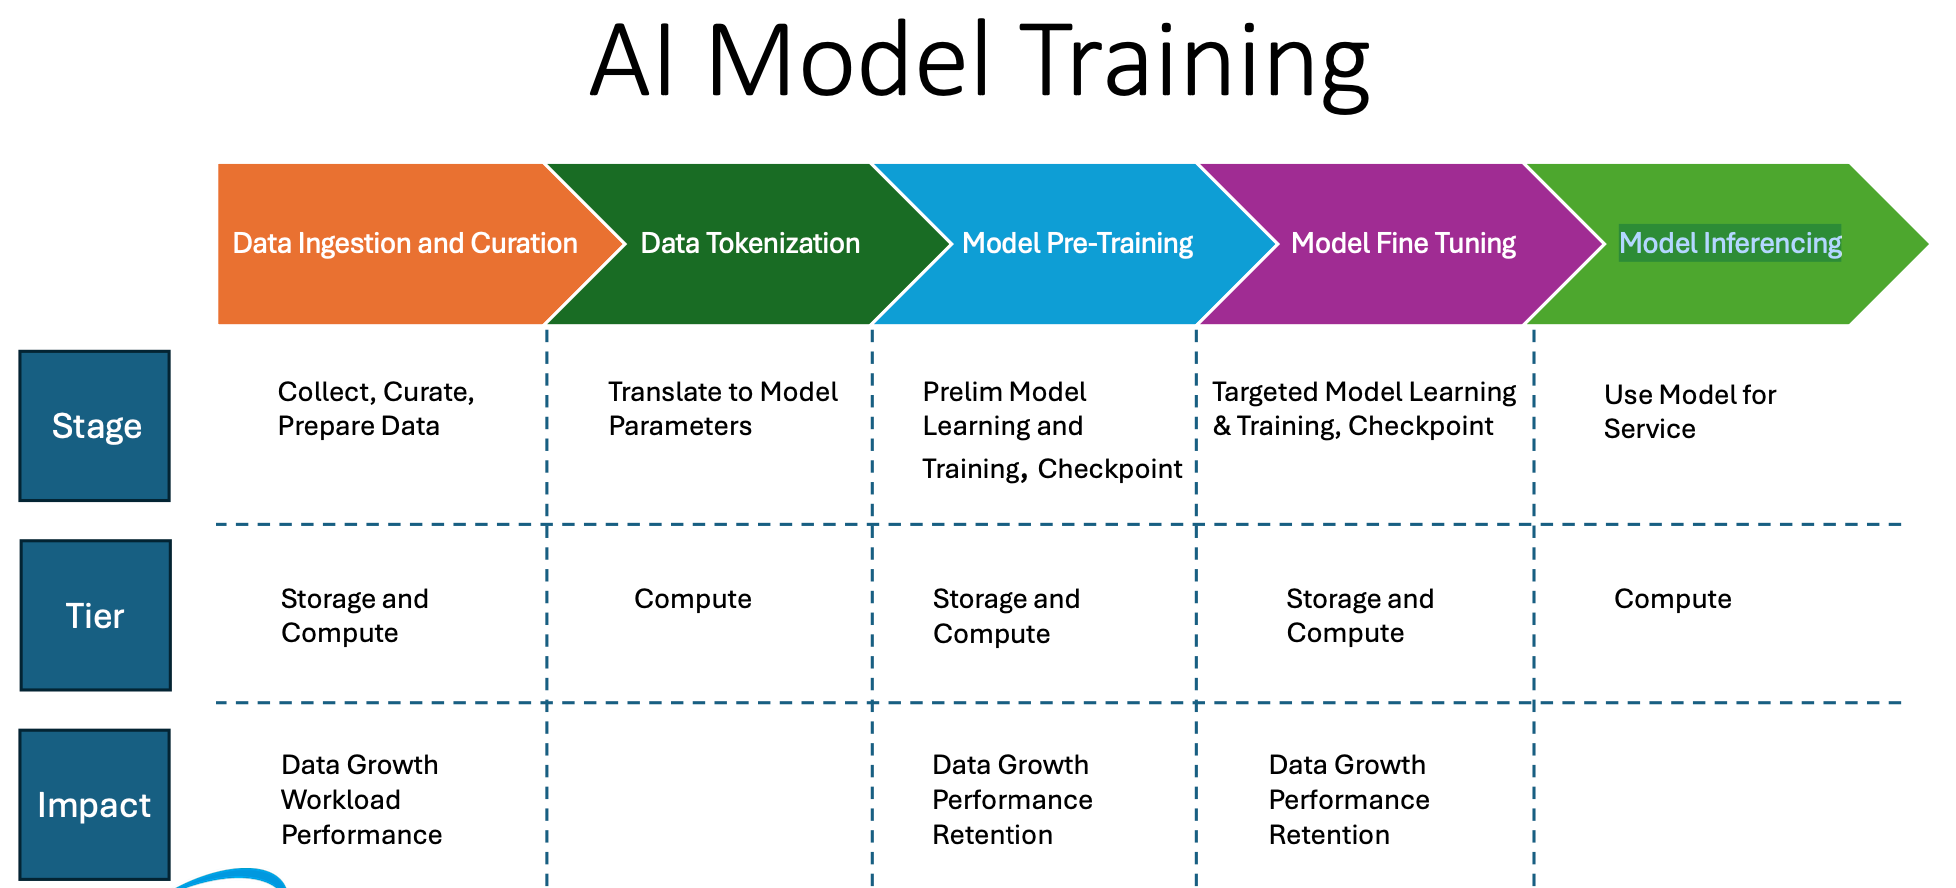 AI Model Training
Data Ingestion and Curation
Data Tokenization
Model Pre-Training
Model Fine Tuning
Model Inferencing
Stage
Collect, Curate,
Prepare Data
Translate to Model
Parameters
Prelim Model
Learning and
Training, Checkpoint
Targeted Model Learning
& Training, Checkpoint
Use Model for
Service
Tier
Storage and
Compute
Compute
Storage and
Compute
Storage and
Compute
Compute
Impact
Data Growth
Workload
Performance
Data Growth
Performance
Retention
Data Growth
Performance
Retention